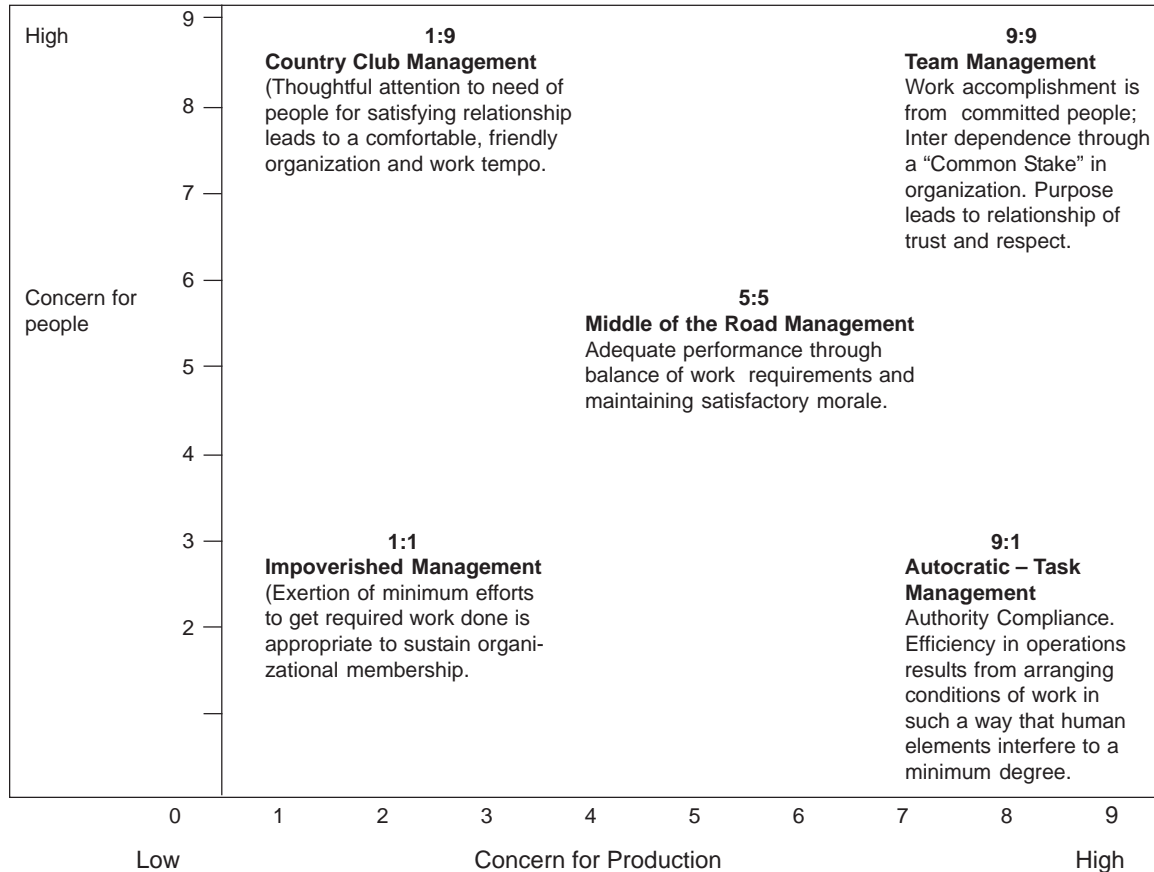 9
High
1:9
Country Club Management
(Thoughtful attention to need of
people for satisfying relationship
leads to a comfortable, friendly
organization and work tempo.
9:9
Team Management
Work accomplishment is
from committed people;
Inter dependence through
a “Common Stake” in
organization. Purpose
leads to relationship of
trust and respect.
8
7
6
Concern for
people
5:5
Middle of the Road Management
Adequate performance through
balance of work requirements and
maintaining satisfactory morale.
5
4
3
1:1
Impoverished Management
(Exertion of minimum efforts
to get required work done is
appropriate to sustain organi-
zational membership.
9:1
Autocratic – Task
Management
Authority Compliance.
Efficiency in operations
results from arranging
conditions of work in
such a way that human
elements interfere to a
minimum degree.
2
0 1 2 3 4 5 6 7 8 9
Low Concern for Production High